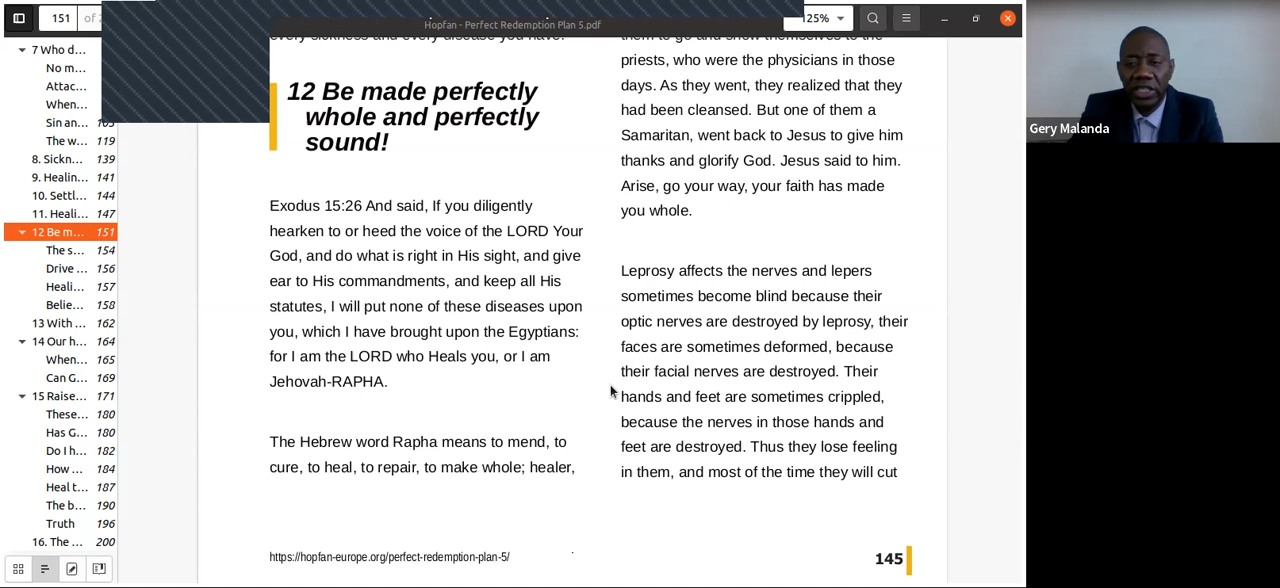 151
of
Hopfan - Perfect Redemption Plan 5.pdf
125%
7 Who d...
No m...
Attac...
When...
Sin an...
103
The w...
119
8. Sickn...
139
9. Healin...
141
10. Settl...
144
11. Heali...
147
12 Be m...
151
The s...
154
Drive ...
156
Heali...
157
Belie...
158
13 With ...
162
14 Our h...
164
When...
165
Can G...
169
15 Raise...
171
These...
180
Has G...
180
Do I h...
182
How ...
184
Heal t...
187
The b...
190
Truth
196
16. The ...
200
every sickness and every disease you have.
12 Be made perfectly
whole and perfectly
sound!
Exodus 15:26 And said, If you diligently
hearken to or heed the voice of the LORD Your
God, and do what is right in His sight, and give
ear to His commandments, and keep all His
statutes, I will put none of these diseases upon
you, which I have brought upon the Egyptians:
for I am the LORD who Heals you, or I am
Jehovah-RAPHA.
The Hebrew word Rapha means to mend, to
cure, to heal, to repair, to make whole; healer,
them to go and show themselves to the
priests, who were the physicians in those
days. As they went, they realized that they
had been cleansed. But one of them a
Samaritan, went back to Jesus to give him
thanks and glorify God. Jesus said to him.
Arise, go your way, your faith has made
you whole.
Leprosy affects the nerves and lepers
sometimes become blind because their
optic nerves are destroyed by leprosy, their
faces are sometimes deformed, because
their facial nerves are destroyed. Their
hands and feet are sometimes crippled,
because the nerves in those hands and
feet are destroyed. Thus they lose feeling
in them, and most of the time they will cut
https://hopfan-europe.org/perfect-redemption-plan-5/
145
Gery Malanda